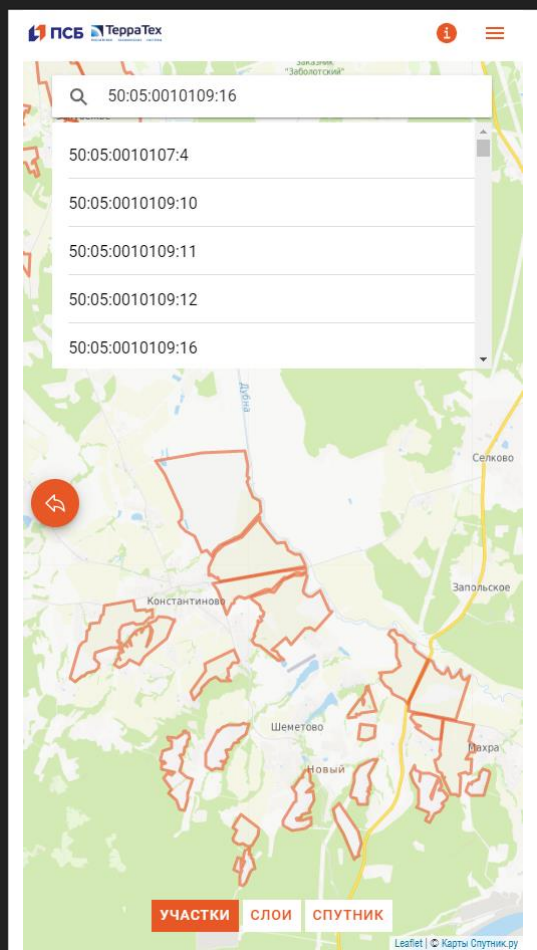 ПСБ ТерраТех
Заказник
"Заболотский"
50:05:0010109:16
50:05:0010107:4
50:05:0010109:10
50:05:0010109:11
50:05:0010109:12
50:05:0010109:16
Дубна
Селково
Запольское
Константиново
Шеметово
Махра
Новый
УЧАСТКИ СЛОИ СПУТНИК
Leaflet | © Карты Спутник.ру